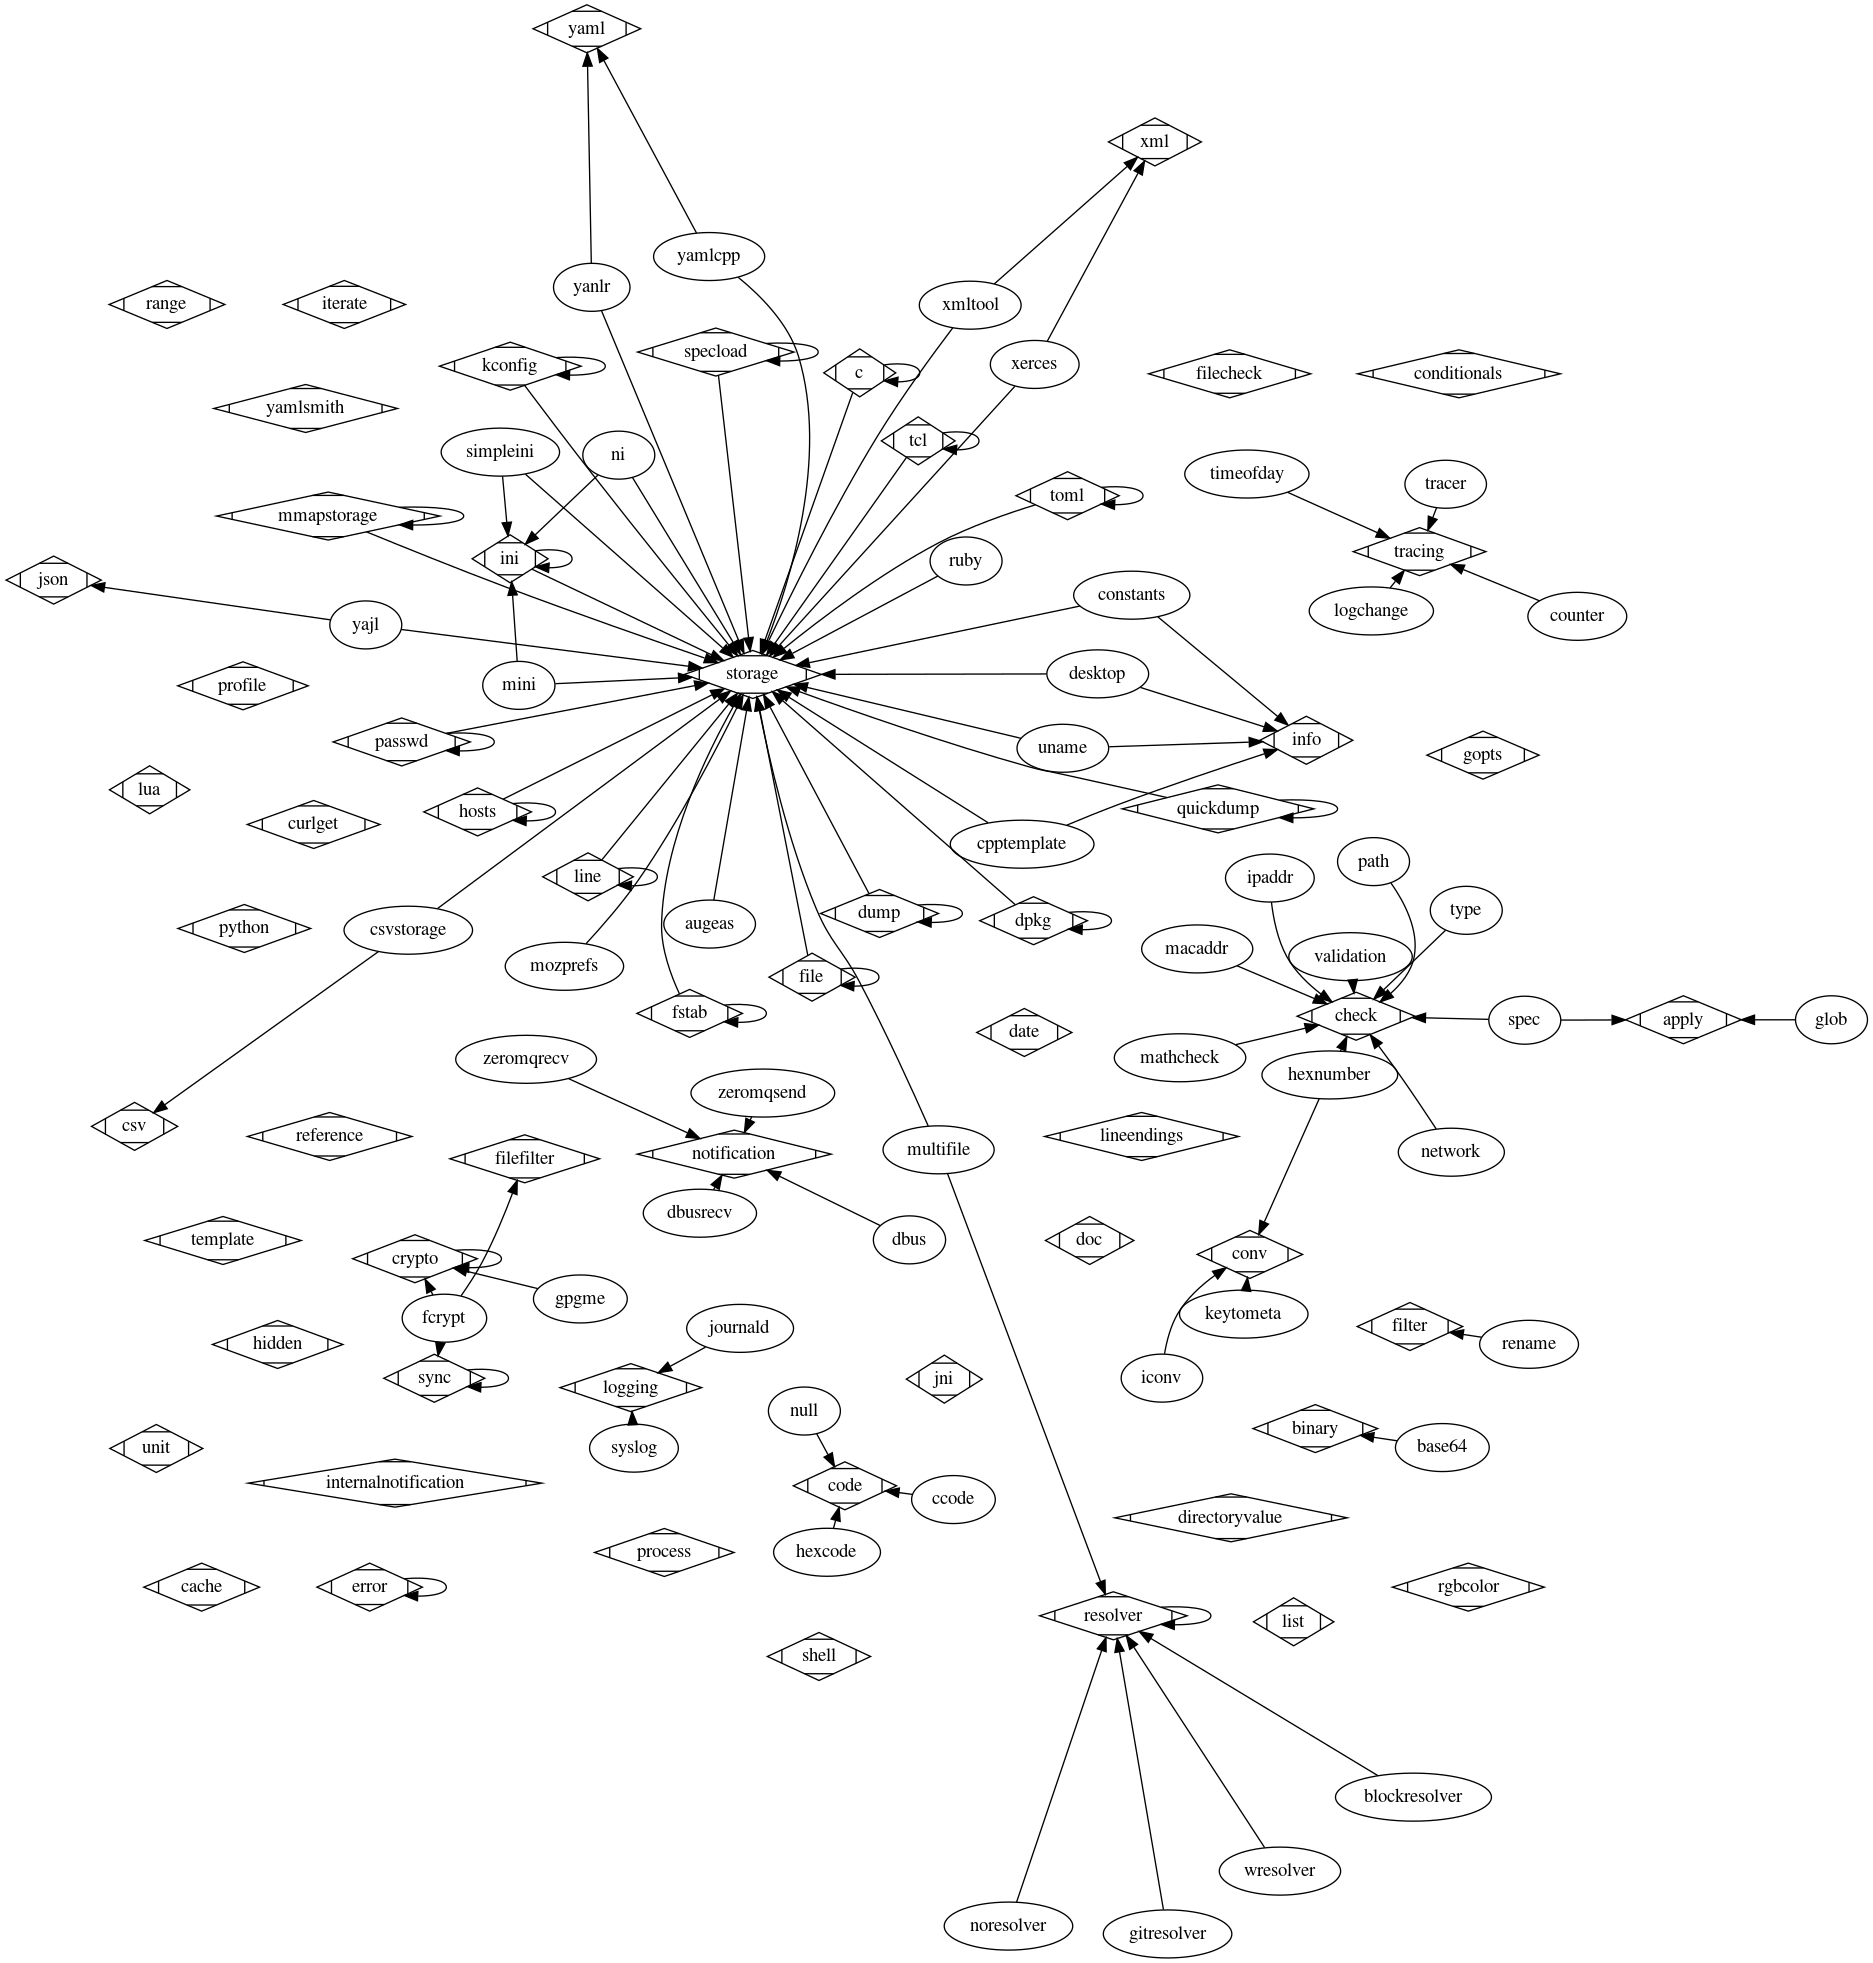 yaml
xml
yamlcpp
yanlr
range
iterate
xmltool
specload
kconfig
c
xerces
filecheck
conditionals
yamlsmith
tcl
simpleini
ni
timeofday
tracer
toml
mmapstorage
tracing
ini
ruby
json
constants
logchange
counter
yajl
storage
desktop
profile
mini
info
passwd
uname
gopts
lua
quickdump
hosts
curlget
cpptemplate
path
line
ipaddr
type
dump
dpkg
augeas
python
csvstorage
macaddr
validation
mozprefs
file
fstab
check
spec
apply
glob
date
zeromqrecv
mathcheck
hexnumber
zeromqsend
csv
reference
lineendings
multifile
network
notification
filefilter
dbusrecv
template
dbus
doc
conv
crypto
gpgme
keytometa
fcrypt
filter
journald
hidden
rename
sync
jni
iconv
logging
null
binary
unit
syslog
base64
internalnotification
code
ccode
directoryvalue
process
hexcode
cache
error
rgbcolor
resolver
list
shell
blockresolver
wresolver
noresolver
gitresolver